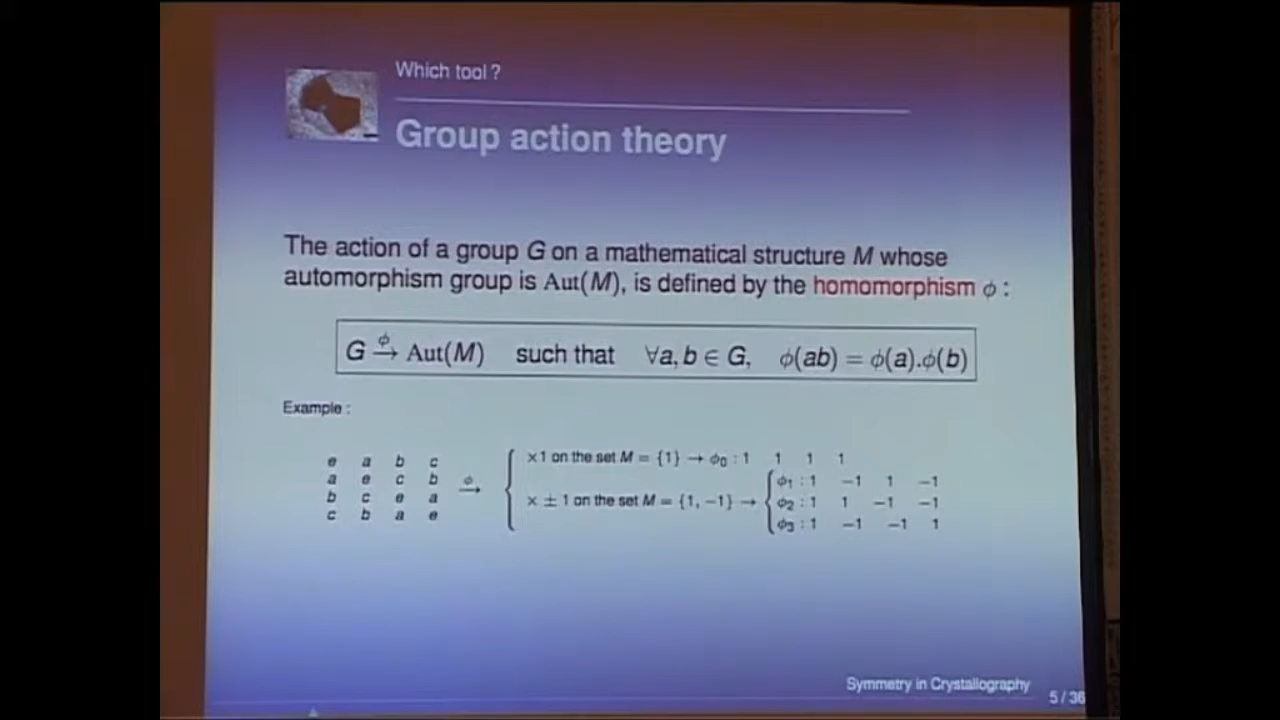 Which tool ?
Group action theory
The action of a group G on a mathematical structure M whose
automorphism group is Aut(M), is defined by the homomorphism ϕ :
G →ϕ Aut(M) such that ∀a, b ∈ G, ϕ(ab) = ϕ(a).ϕ(b)
Example :
e a b c
a e c b
b c e a
c b a e
ϕ →
×1 on the set M = {1} → ϕ0 : 1 1 1 1
× ± 1 on the set M = {1, −1} →
ϕ1 : 1 −1 1 −1
ϕ2 : 1 1 −1 −1
ϕ3 : 1 −1 −1 1
Symmetry in Crystallography
5 / 36